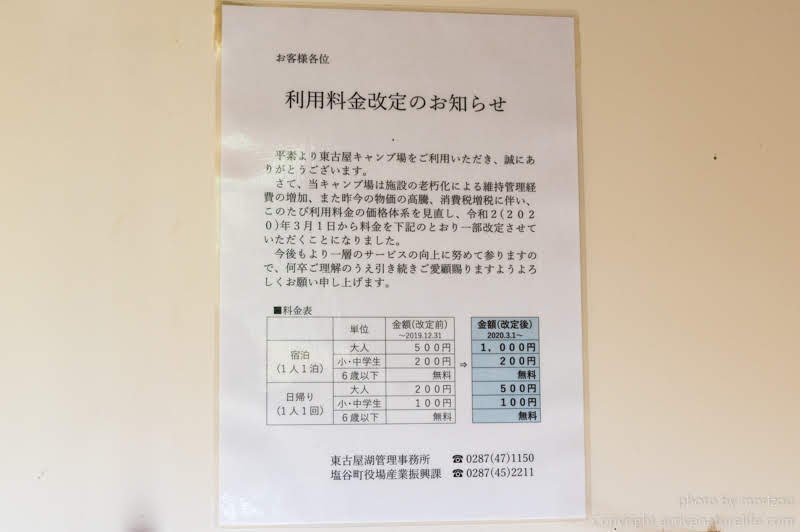 お客様各位
利用料金改定のお知らせ
平素より東古屋キャンプ場をご利用いただき、誠にあ
りがとうございます。
さて、当キャンプ場は施設の老朽化による維持管理経
費の増加、また昨今の物価の高騰、消費税増税に伴い、
このたび利用料金の価格体系を見直し、令和2(202
0)年3月1日から料金を下記のとおり一部改定させて
いただくことになりました。
今後もより一層のサービスの向上に努めて参りますの
で、何卒ご理解のうえ引き続きご愛顧賜りますようよろ
しくお願い申し上げます。
■料金表
単位 金額(改定前) ～2019.12.31 金額(改定後) 2020.3.1～
宿泊 (1人1泊) 大人 500円 1,000円
小・中学生 200円 ⇒ 200円
6歳以下 無料 無料
日帰り (1人1回) 大人 200円 500円
小・中学生 100円 100円
6歳以下 無料 無料
東古屋湖管理事務所 ☎0287(47)1150
塩谷町役場産業振興課 ☎0287(45)2211
photo by
copyright